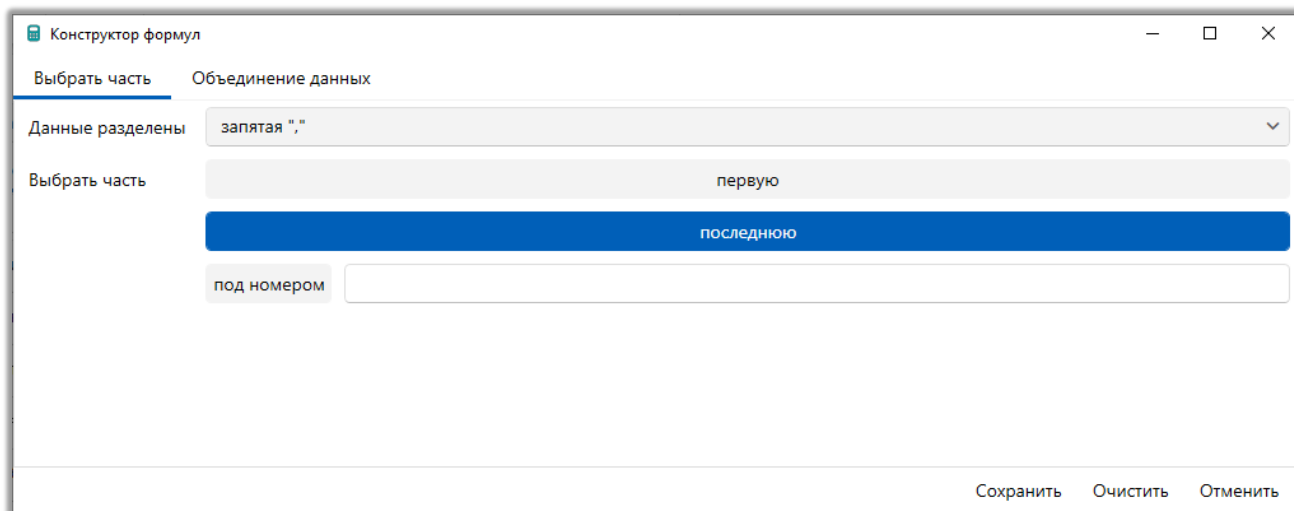 Конструктор формул
Выбрать часть Объединение данных
Данные разделены запятая ","
Выбрать часть первую
последнюю
под номером
Сохранить Очистить Отменить